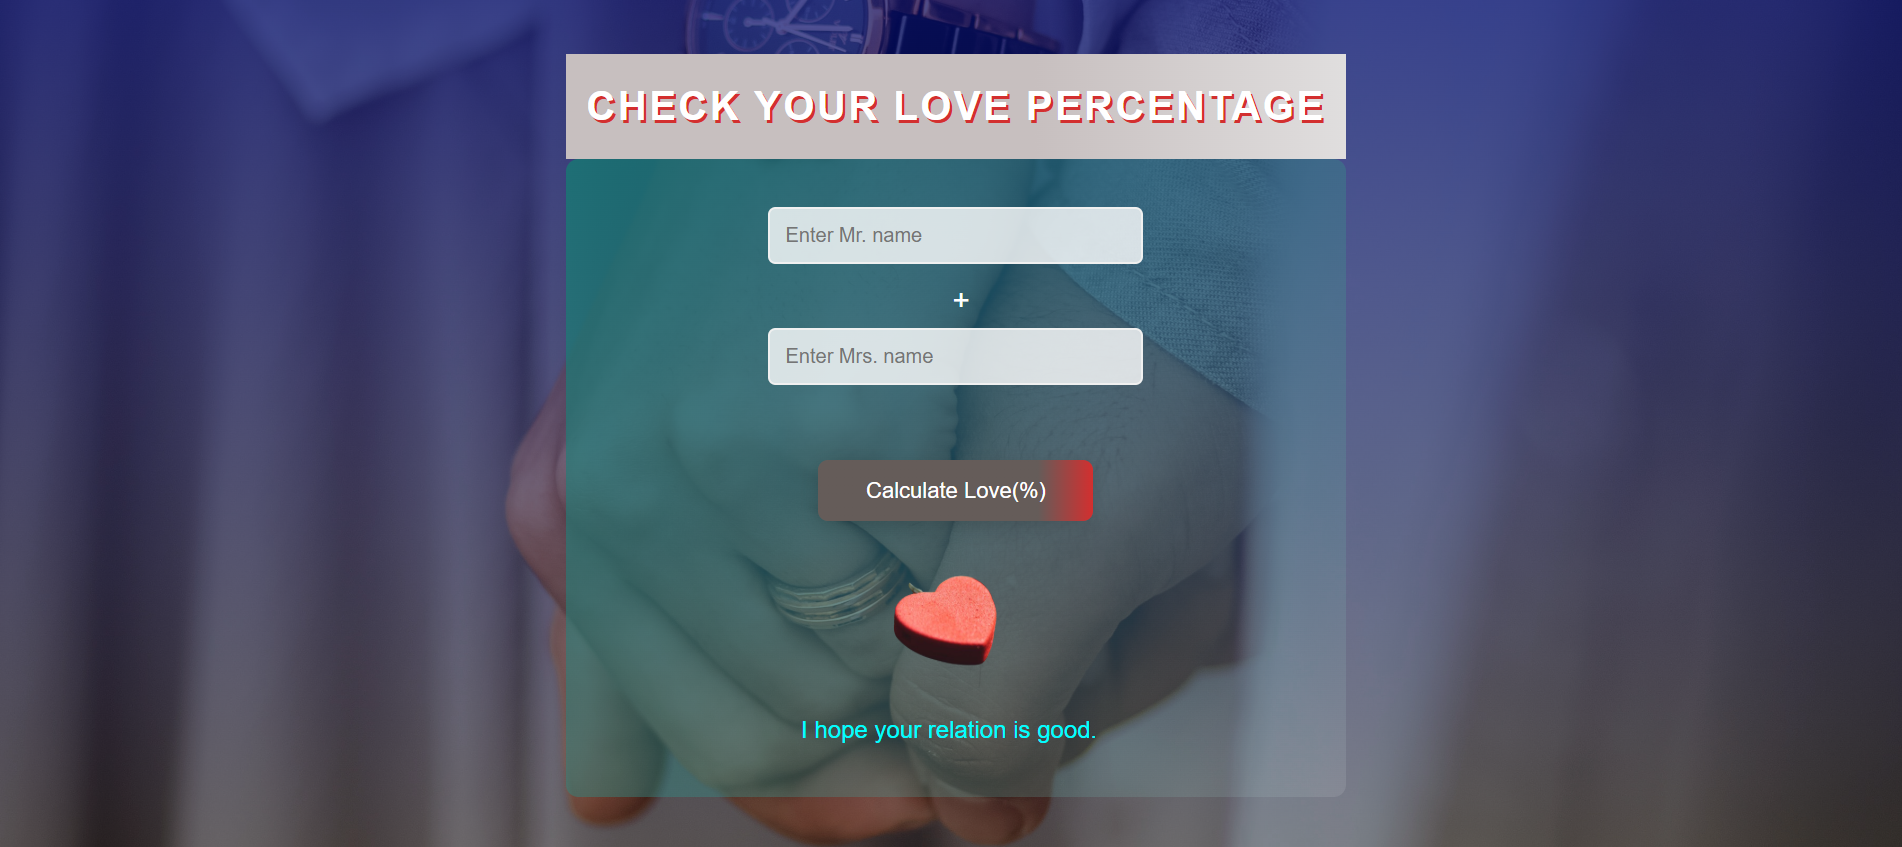 CHECK YOUR LOVE PERCENTAGE
Enter Mr. name
+
Enter Mrs. name
Calculate Love(%)
I hope your relation is good.